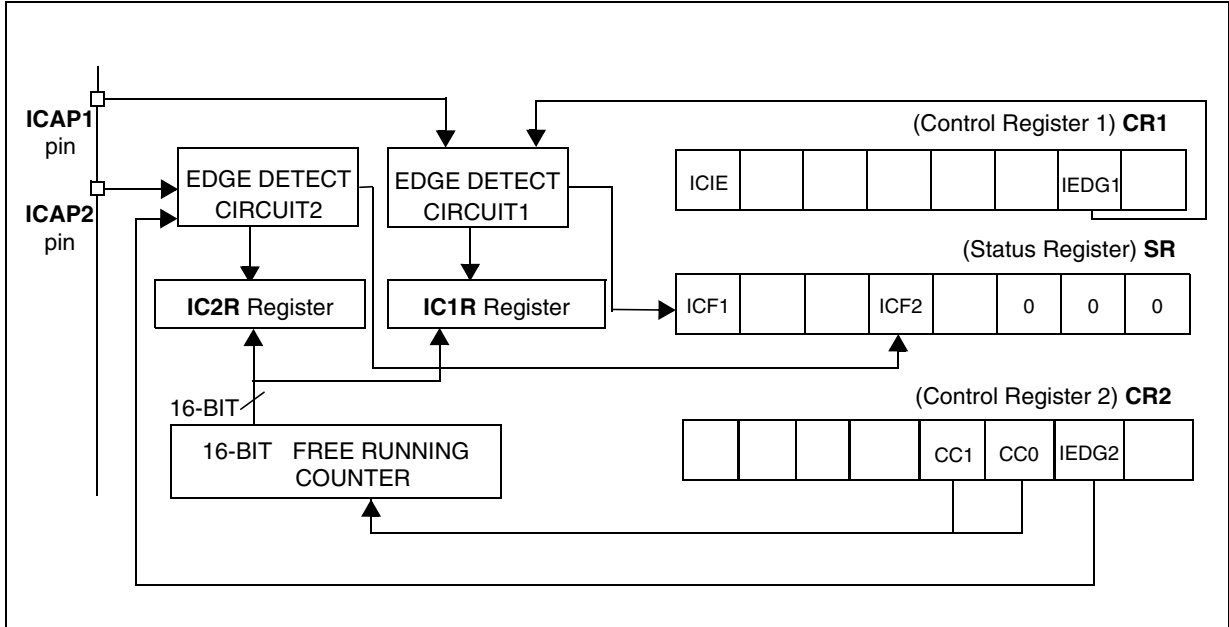 ICAP1
pin
ICAP2
pin
EDGE DETECT
CIRCUIT2
EDGE DETECT
CIRCUIT1
IC2R Register
IC1R Register
16-BIT
16-BIT FREE RUNNING
COUNTER
(Control Register 1) CR1
ICIE IEDG1
(Status Register) SR
ICF1 ICF2 0 0 0
(Control Register 2) CR2
CC1 CC0 IEDG2